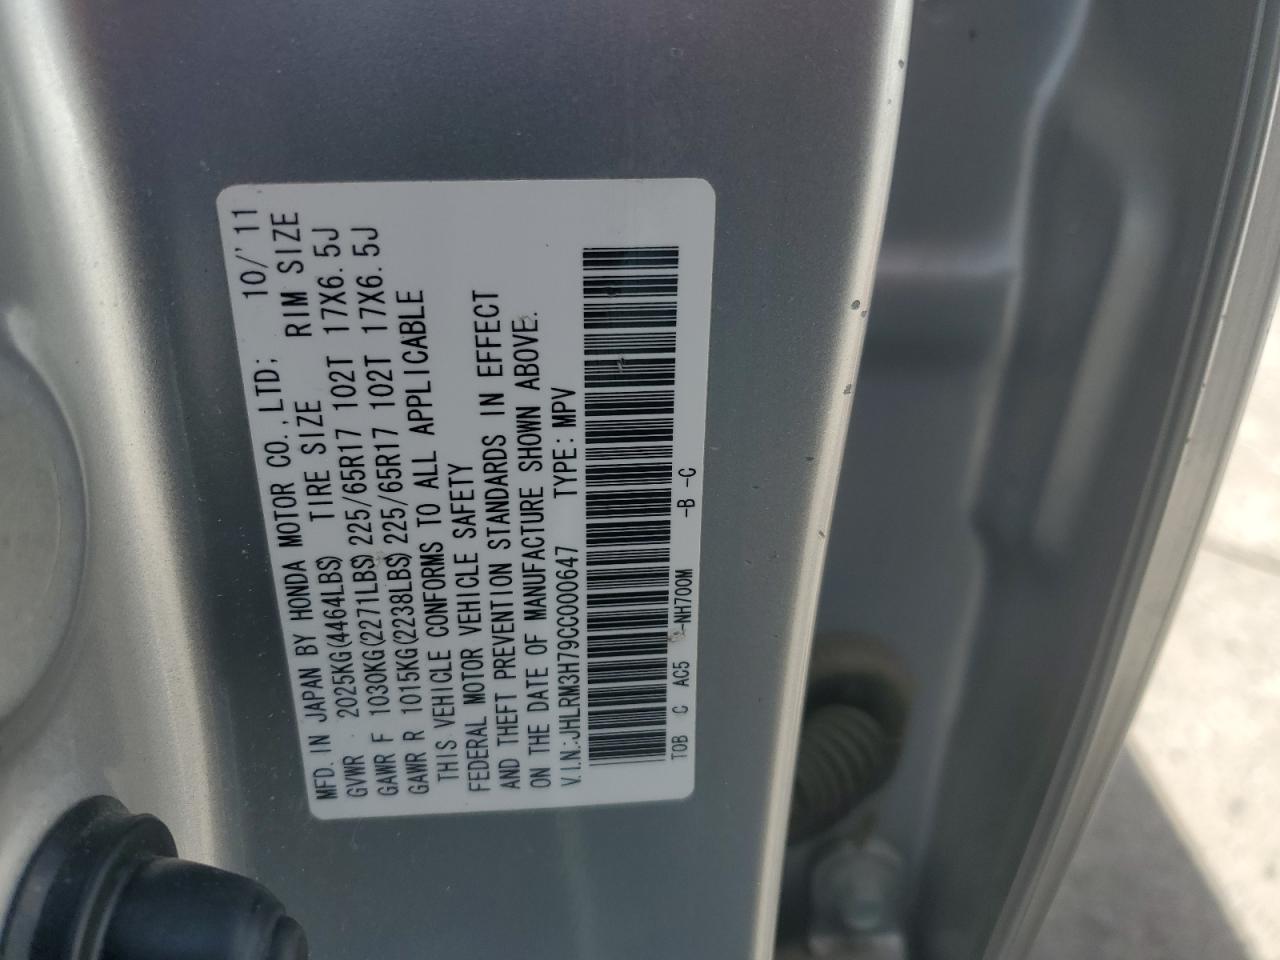 MFD. IN JAPAN BY HONDA MOTOR CO., LTD; 10/'11
GVWR 2025KG(4464LBS) TIRE SIZE RIM SIZE
GAWR F 1030KG(2271LBS) 225/65R17 102T 17X6.5J
GAWR R 1015KG(2238LBS) 225/65R17 102T 17X6.5J
THIS VEHICLE CONFORMS TO ALL APPLICABLE
FEDERAL MOTOR VEHICLE SAFETY
AND THEFT PREVENTION STANDARDS IN EFFECT
ON THE DATE OF MANUFACTURE SHOWN ABOVE.
V.I.N.:JHLRM3H79CC000647 TYPE:MPV
T0B C AC5 -NH700M -B -C